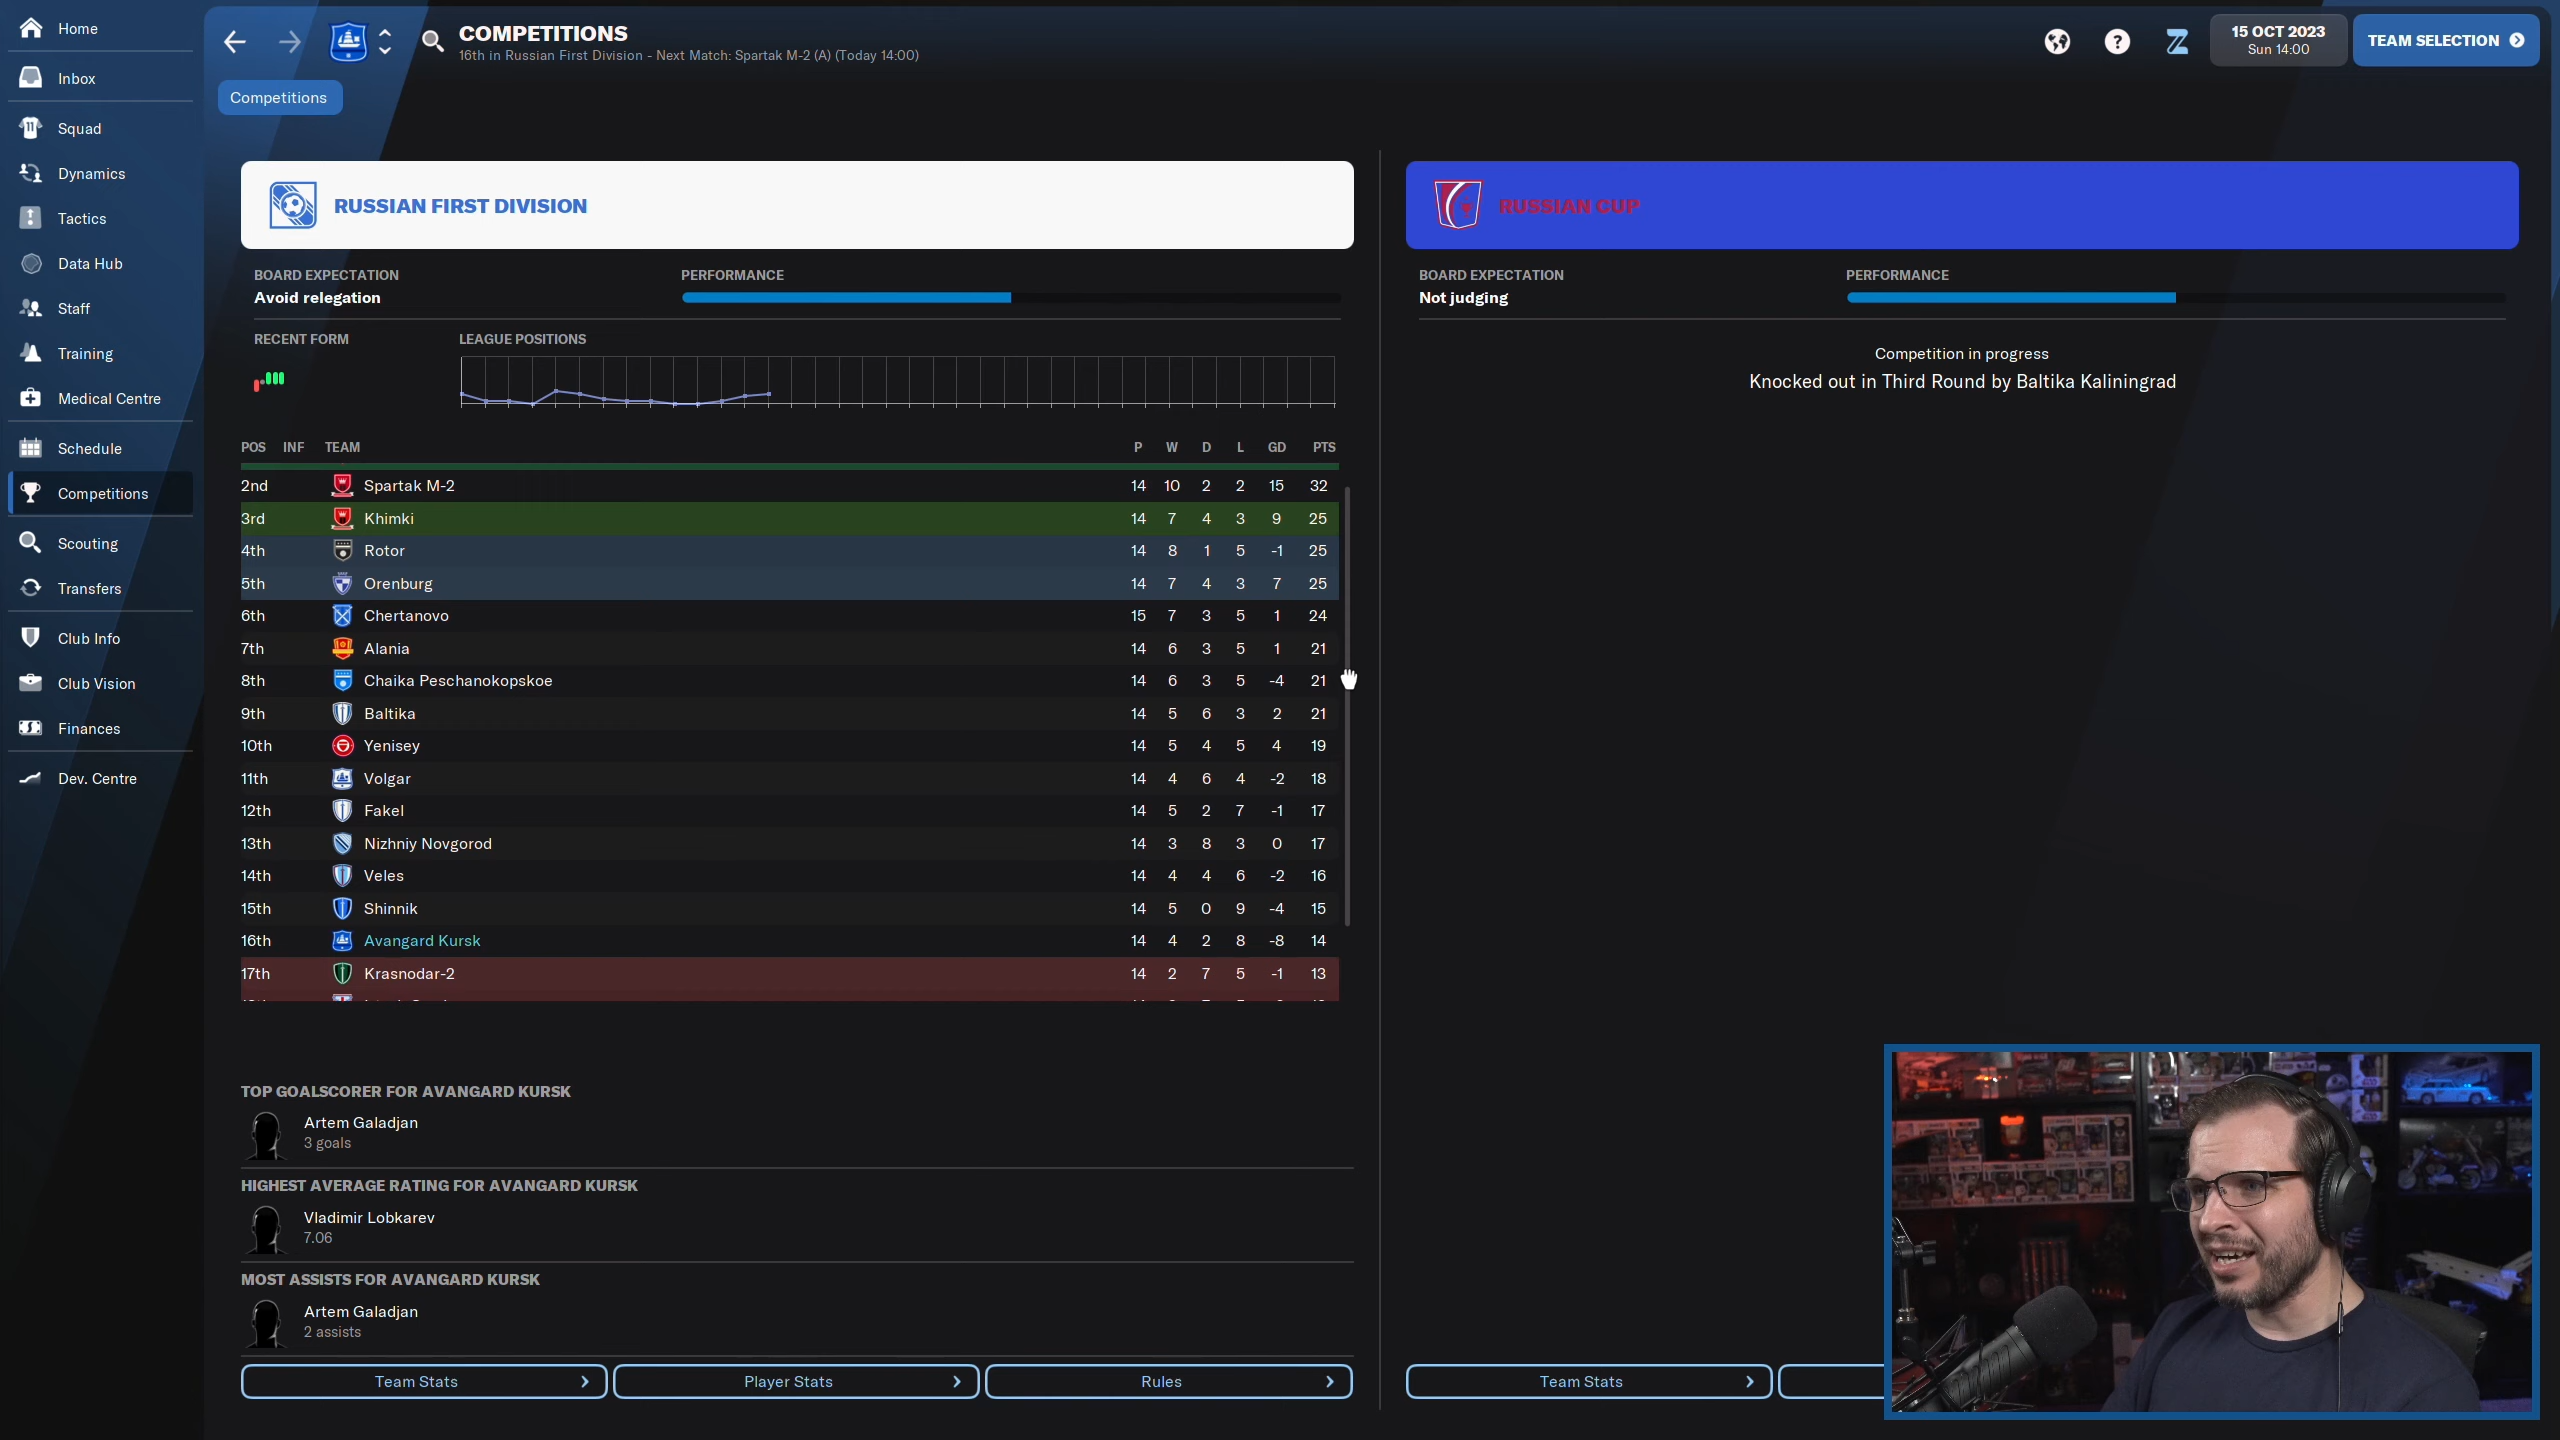 Home
Inbox
Squad
Dynamics
Tactics
Data Hub
Staff
Training
Medical Centre
Schedule
Competitions
Scouting
Transfers
Club Info
Club Vision
Finances
Dev. Centre
COMPETITIONS
16th in Russian First Division - Next Match: Spartak M-2 (A) (Today 14:00)
15 OCT 2023
Sun 14:00
TEAM SELECTION
Competitions
RUSSIAN FIRST DIVISION
BOARD EXPECTATION PERFORMANCE
Avoid relegation
RECENT FORM LEAGUE POSITIONS
POS INF TEAM P W D L GD PTS
2nd Spartak M-2 14 10 2 2 15 32
3rd Khimki 14 7 4 3 9 25
4th Rotor 14 8 1 5 -1 25
5th Orenburg 14 7 4 3 7 25
6th Chertanovo 15 7 3 5 1 24
7th Alania 14 6 3 5 1 21
8th Chaika Peschanokopskoe 14 6 3 5 -4 21
9th Baltika 14 5 6 3 2 21
10th Yenisey 14 5 4 5 4 19
11th Volgar 14 4 6 4 -2 18
12th Fakel 14 5 2 7 -1 17
13th Nizhniy Novgorod 14 3 8 3 0 17
14th Veles 14 4 4 6 -2 16
15th Shinnik 14 5 0 9 -4 15
16th Avangard Kursk 14 4 2 8 -8 14
17th Krasnodar-2 14 2 7 5 -1 13
TOP GOALSCORER FOR AVANGARD KURSK
Artem Galadjan
3 goals
HIGHEST AVERAGE RATING FOR AVANGARD KURSK
Vladimir Lobkarev
7.06
MOST ASSISTS FOR AVANGARD KURSK
Artem Galadjan
2 assists
Team Stats Player Stats Rules
RUSSIAN CUP
BOARD EXPECTATION PERFORMANCE
Not judging
Competition in progress
Knocked out in Third Round by Baltika Kaliningrad
Team Stats